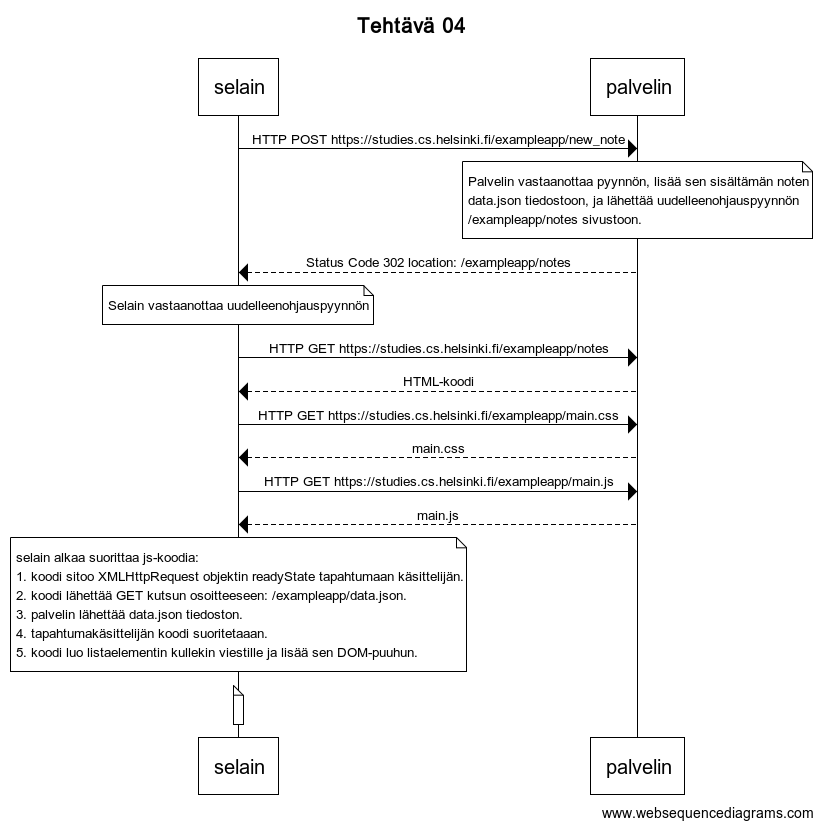 Tehtävä 04
selain
palvelin
HTTP POST https://studies.cs.helsinki.fi/exampleapp/new_note
Palvelin vastaanottaa pyynnön, lisää sen sisältämän noten
data.json tiedostoon, ja lähettää uudelleenohjauspyynnön
/exampleapp/notes sivustoon.
Status Code 302 location: /exampleapp/notes
Selain vastaanottaa uudelleenohjauspyynnön
HTTP GET https://studies.cs.helsinki.fi/exampleapp/notes
HTML-koodi
HTTP GET https://studies.cs.helsinki.fi/exampleapp/main.css
main.css
HTTP GET https://studies.cs.helsinki.fi/exampleapp/main.js
main.js
selain alkaa suorittaa js-koodia:
1. koodi sitoo XMLHttpRequest objektin readyState tapahtumaan käsittelijän.
2. koodi lähettää GET kutsun osoitteeseen: /exampleapp/data.json.
3. palvelin lähettää data.json tiedoston.
4. tapahtumakäsittelijän koodi suoritetaaan.
5. koodi luo listaelementin kullekin viestille ja lisää sen DOM-puuhun.
selain
palvelin
www.websequencediagrams.com